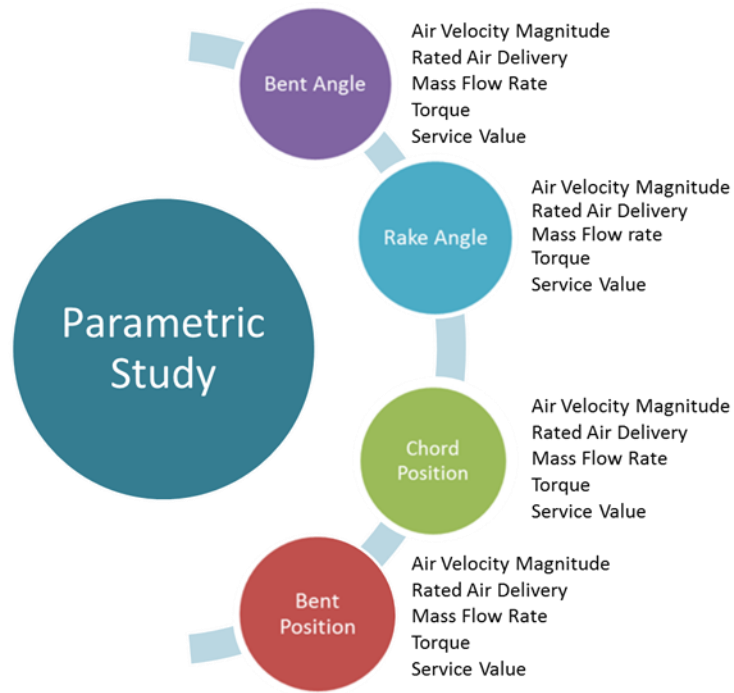 Bent Angle
Air Velocity Magnitude
Rated Air Delivery
Mass Flow Rate
Torque
Service Value
Rake Angle
Air Velocity Magnitude
Rated Air Delivery
Mass Flow rate
Torque
Service Value
Parametric
Study
Chord
Position
Air Velocity Magnitude
Rated Air Delivery
Mass Flow Rate
Torque
Service Value
Bent
Position
Air Velocity Magnitude
Rated Air Delivery
Mass Flow Rate
Torque
Service Value